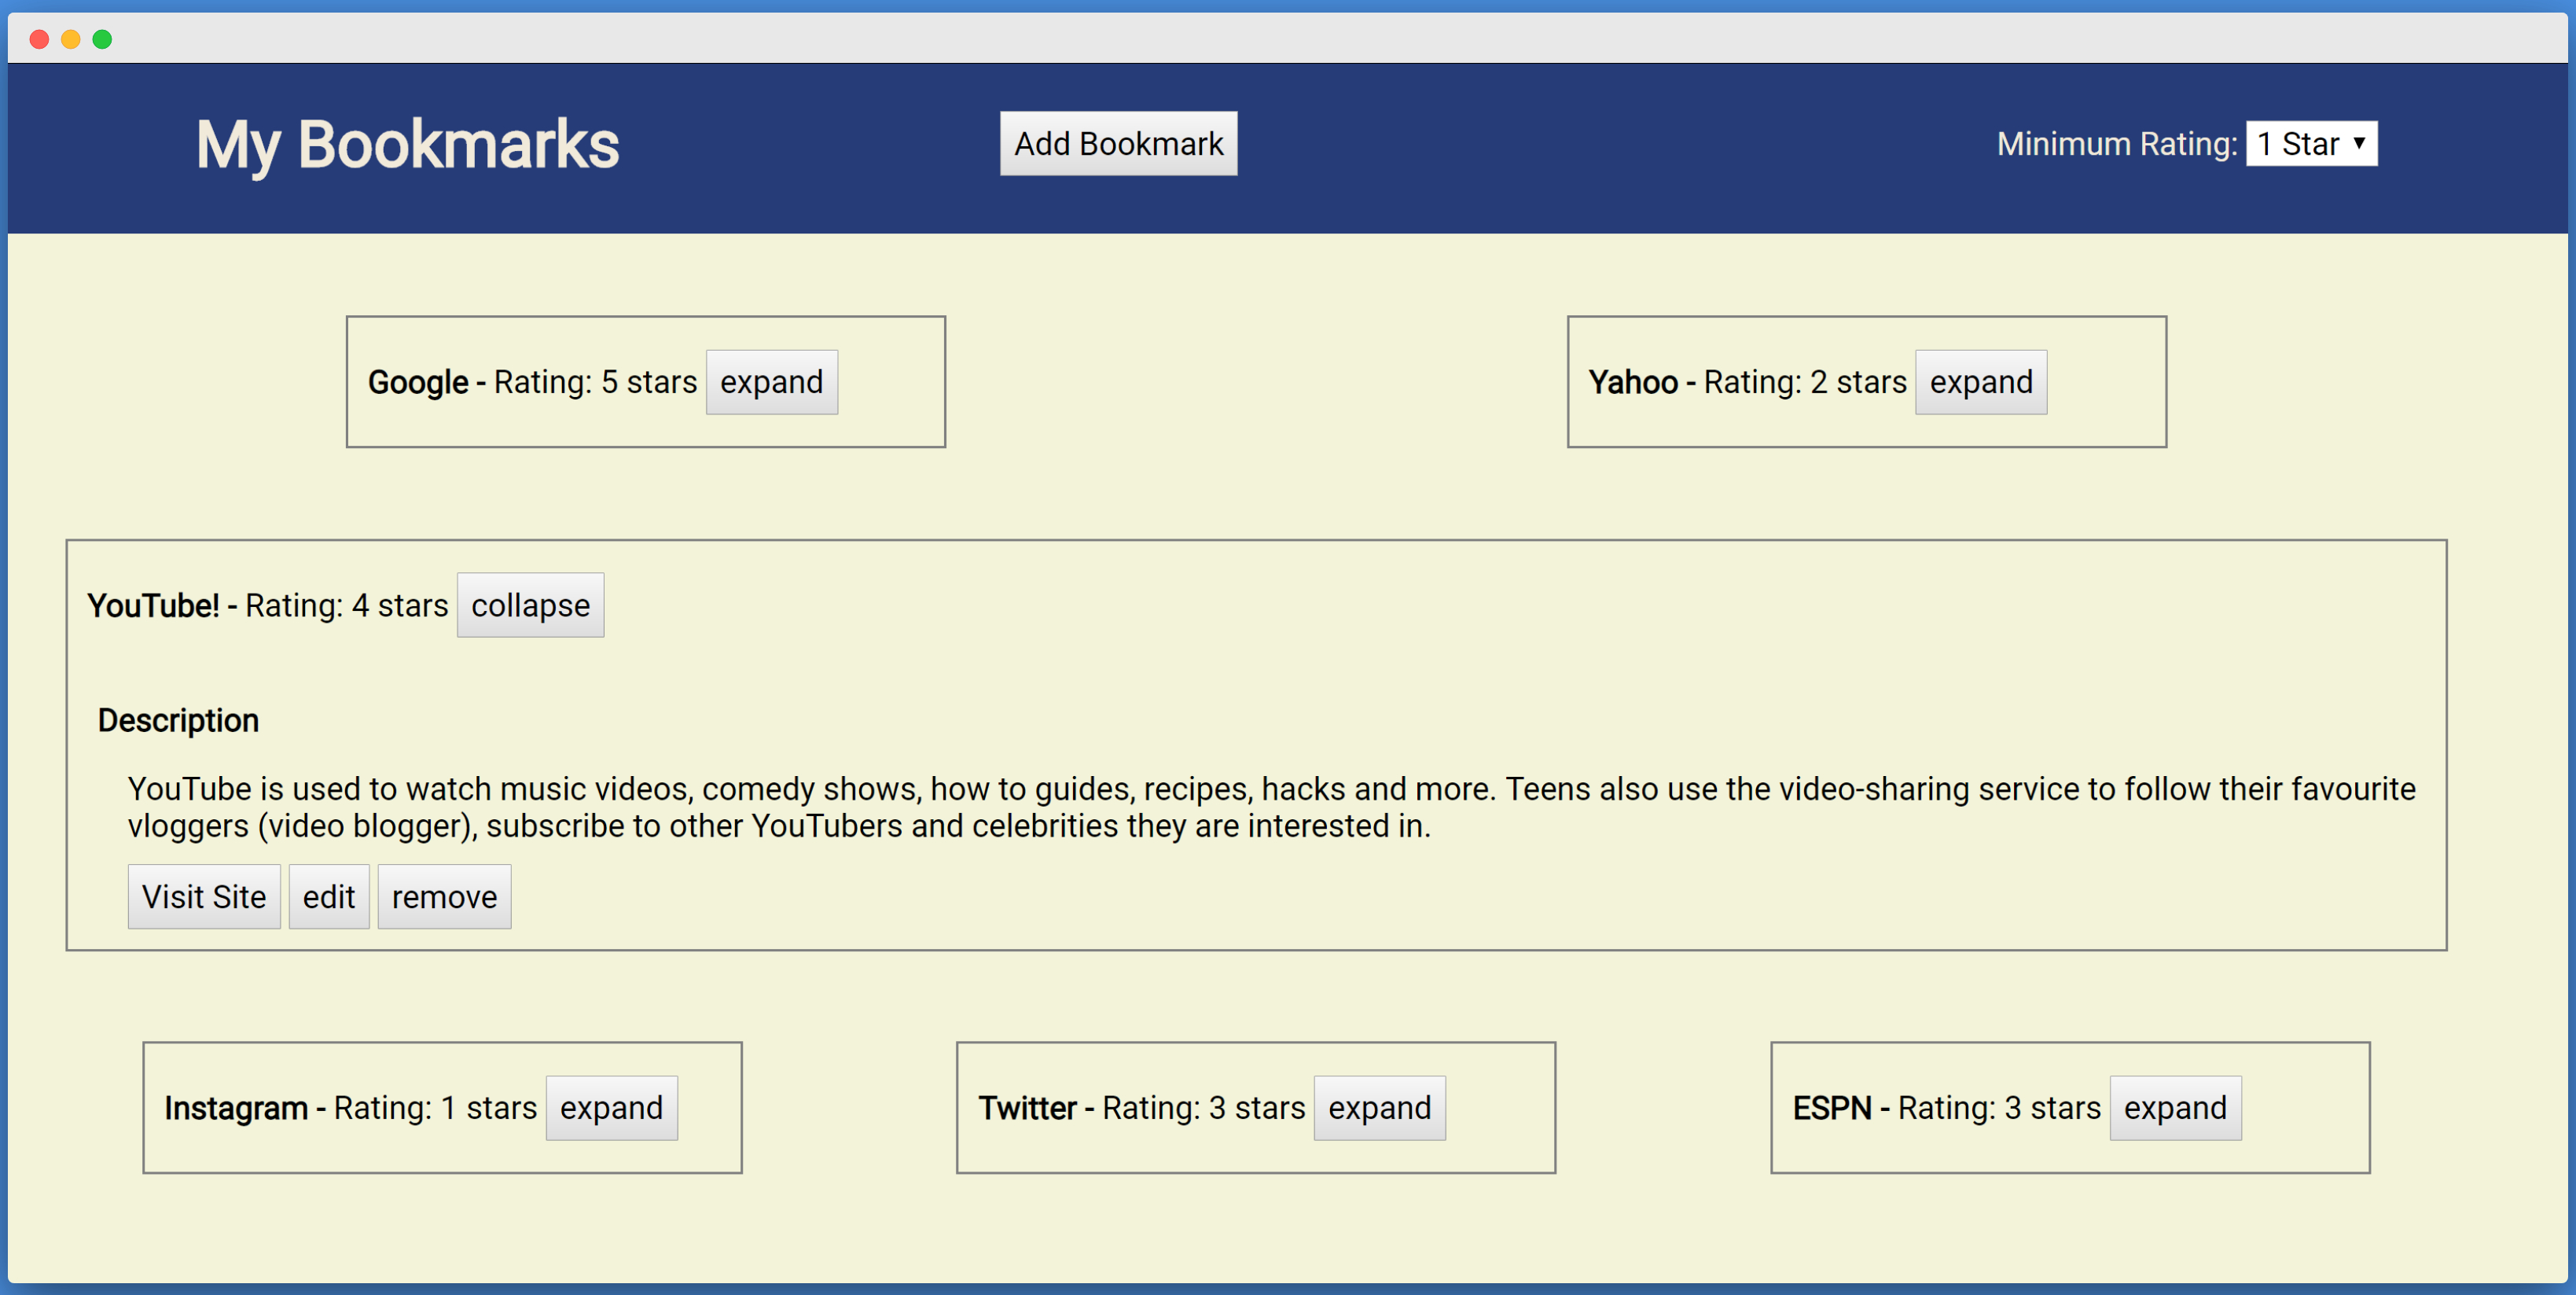 My Bookmarks
Add Bookmark
Minimum Rating: 1 Star
Google - Rating: 5 stars expand
Yahoo - Rating: 2 stars expand
YouTube! - Rating: 4 stars collapse
Description
YouTube is used to watch music videos, comedy shows, how to guides, recipes, hacks and more. Teens also use the video-sharing service to follow their favourite
vloggers (video blogger), subscribe to other YouTubers and celebrities they are interested in.
Visit Site edit remove
Instagram - Rating: 1 stars expand
Twitter - Rating: 3 stars expand
ESPN - Rating: 3 stars expand